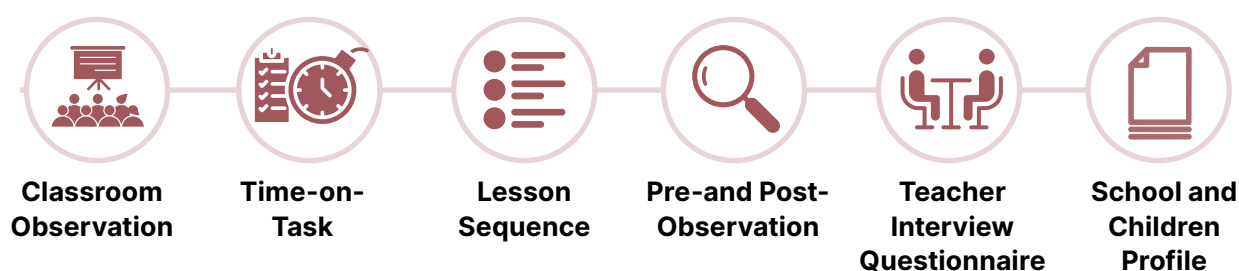 Classroom
Observation
Time-on-
Task
Lesson
Sequence
Pre-and Post-
Observation
Teacher
Interview
Questionnaire
School and
Children
Profile